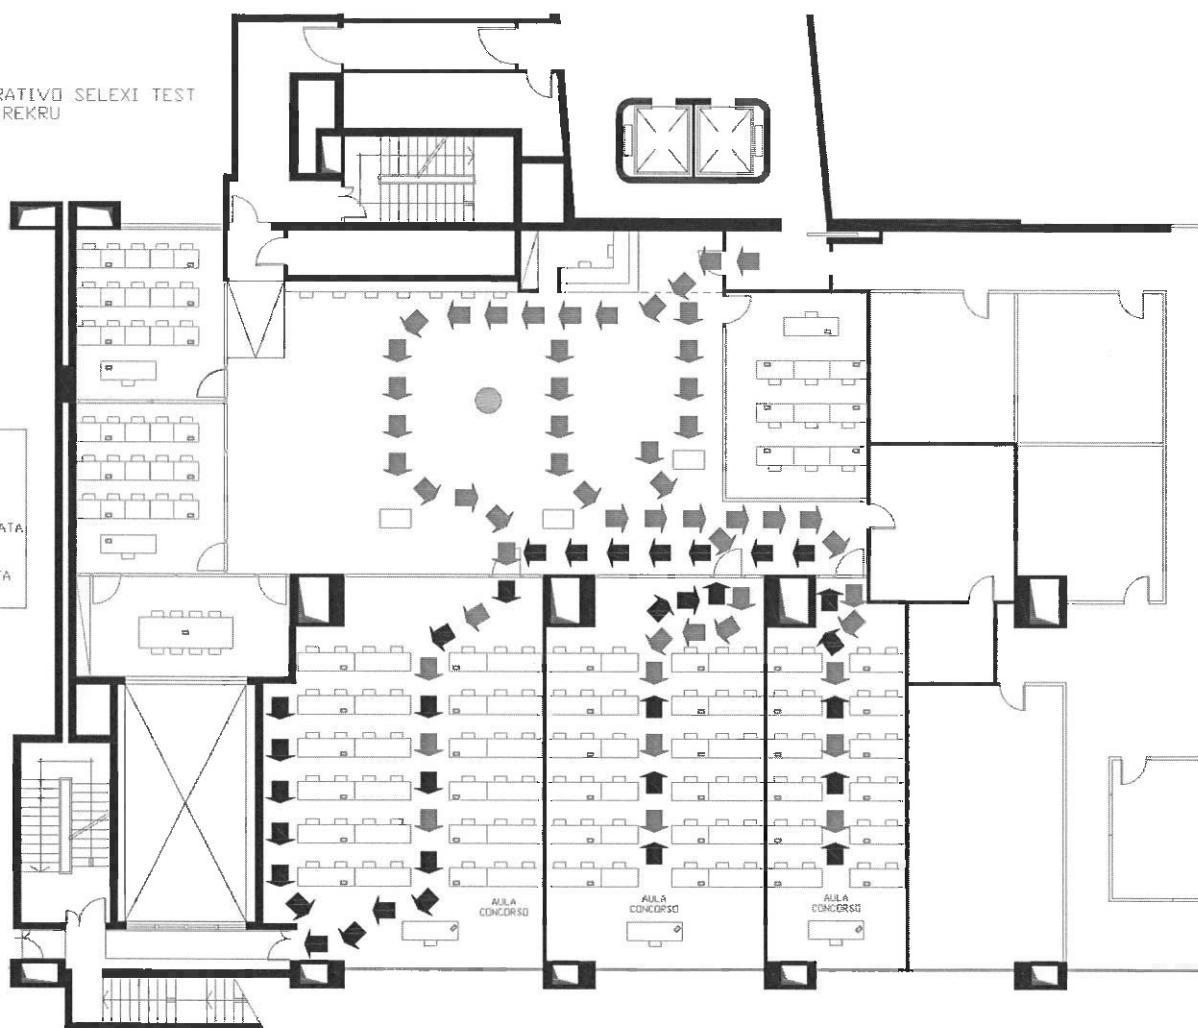 RATIVO SELEXI TEST
REKRU
ATA
TA
AULA
CONCORSO
AULA
CONCORSO
AULA
CONCORSO